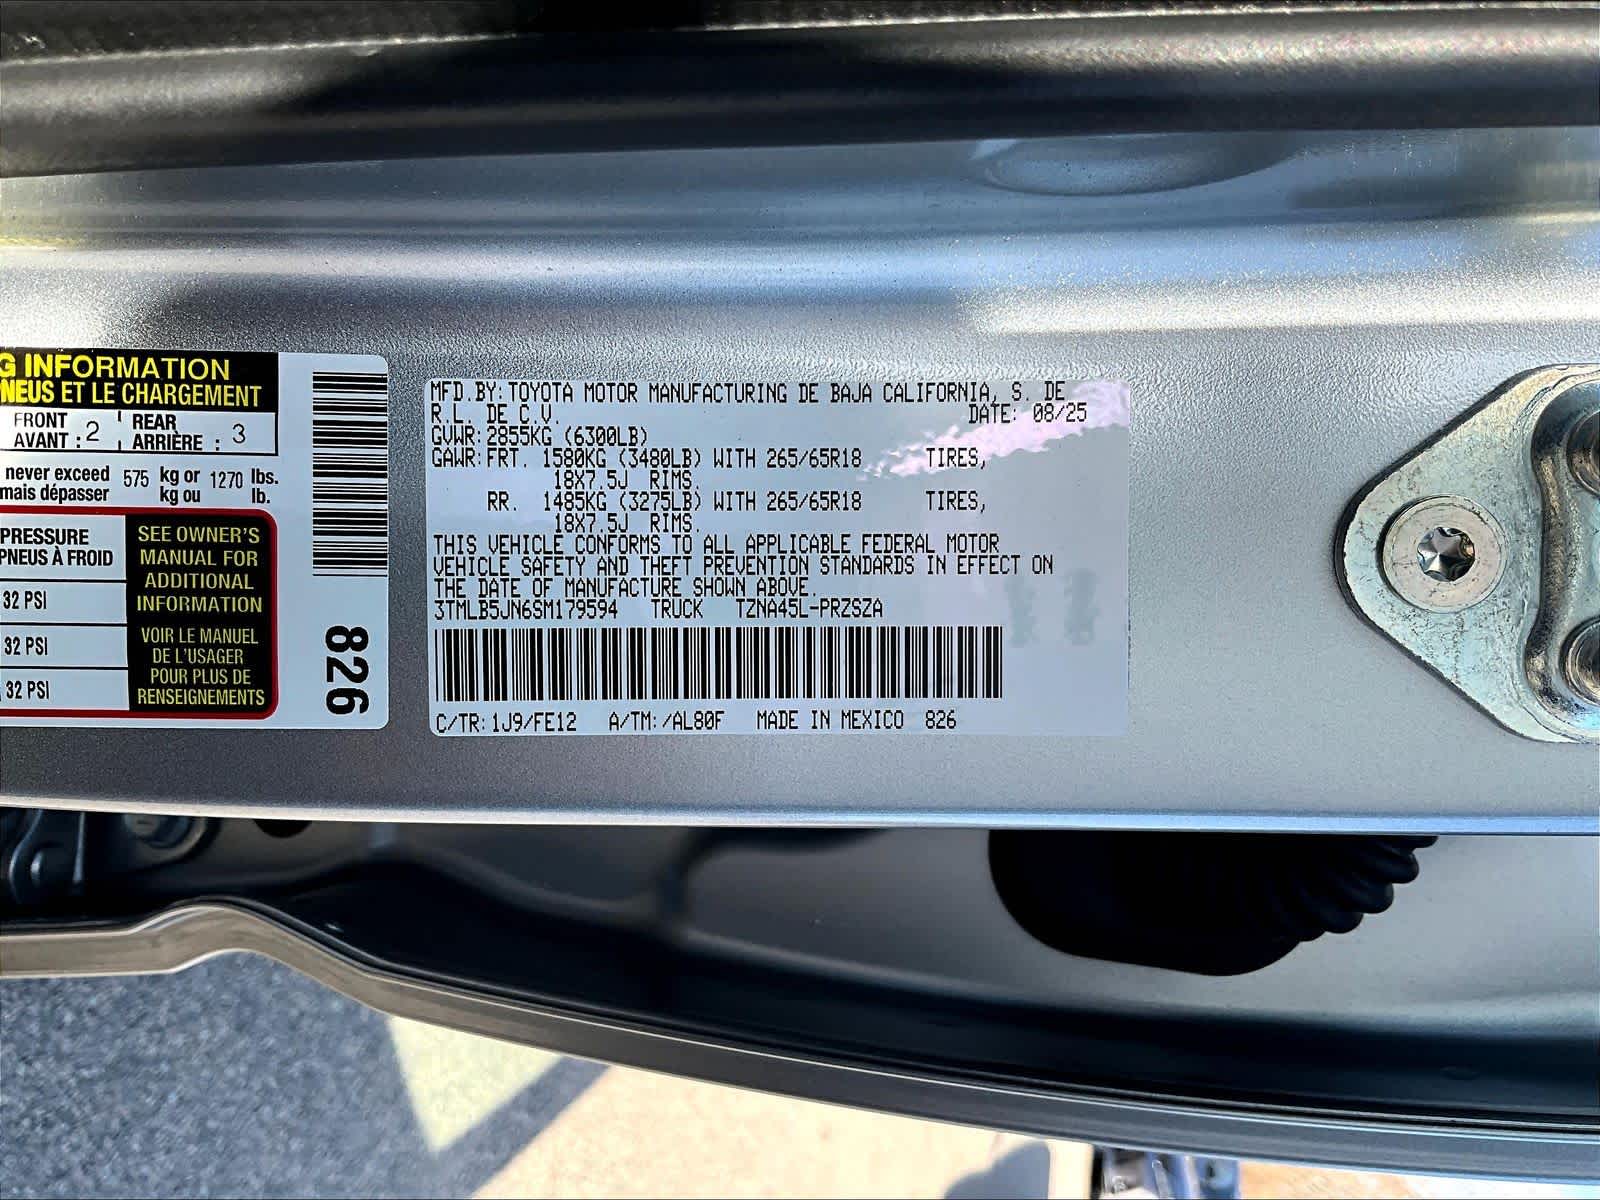 G INFORMATION
PNEUS ET LE CHARGEMENT
FRONT
AVANT : 2
REAR
ARRIÈRE : 3
never exceed 575 kg or 1270 lbs.
mais dépasser kg ou lb.
PRESSURE
PNEUS À FROID
32 PSI
32 PSI
32 PSI
SEE OWNER'S
MANUAL FOR
ADDITIONAL
INFORMATION
VOIR LE MANUEL
DE L'USAGER
POUR PLUS DE
RENSEIGNEMENTS
826
MFD.BY: TOYOTA MOTOR MANUFACTURING DE BAJA CALIFORNIA, S. DE
R.L. DE C.V. DATE: 08/25
GVWR: 2855KG (6300LB)
GAWR: FRT. 1580KG (3480LB) WITH 265/65R18 TIRES,
18X7.5J RIMS.
RR. 1485KG (3275LB) WITH 265/65R18 TIRES,
18X7.5J RIMS.
THIS VEHICLE CONFORMS TO ALL APPLICABLE FEDERAL MOTOR
VEHICLE SAFETY AND THEFT PREVENTION STANDARDS IN EFFECT ON
THE DATE OF MANUFACTURE SHOWN ABOVE.
3TMLB5JN6SM179594 TRUCK TZNA45L-PRZSZA
C/TR: 1J9/FE12 A/TM: /AL80F MADE IN MEXICO 826